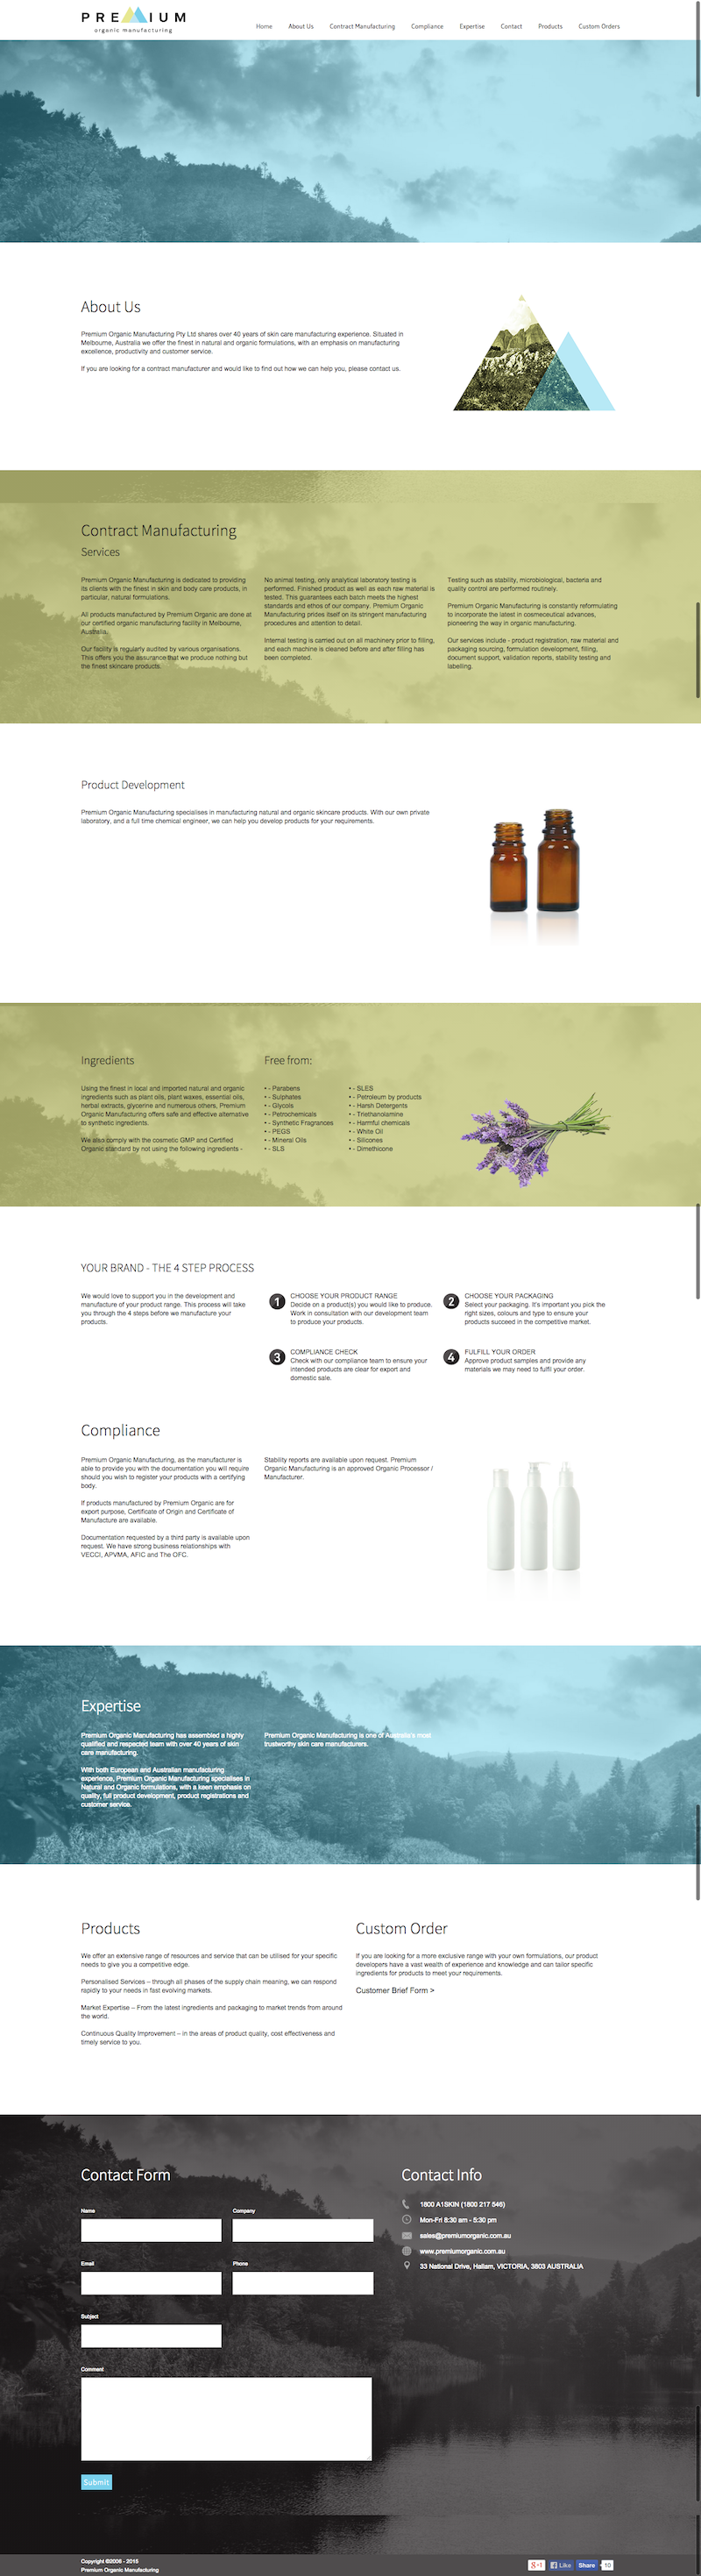 PREMIUM
organic manufacturing
Home About Us Contract Manufacturing Compliance Expertise Contact Products Custom Orders
About Us
Premium Organic Manufacturing Pty Ltd shares over 40 years of skin care manufacturing experience. Situated in
Melbourne, Australia we offer the finest in natural and organic formulations, with an emphasis on manufacturing
excellence, productivity and customer service.
If you are looking for a contract manufacturer and would like to find out how we can help you, please contact us.
Contract Manufacturing
Services
Premium Organic Manufacturing is dedicated to providing
its clients with the finest in skin and body care products, in
particular, natural formulations.
All products manufactured by Premium Organic are done at
our certified organic manufacturing facility in Melbourne,
Australia.
Our facility is regularly audited by various organisations.
This offers you the assurance that we produce nothing but
the finest skincare products.
No animal testing, only analytical laboratory testing is
performed. Finished product as well as each raw material is
tested. This guarantees each batch meets the highest
standards and ethos of our company. Premium Organic
Manufacturing prides itself on its stringent manufacturing
procedures and attention to detail.
Internal testing is carried out on all machinery prior to filling,
and each machine is cleaned before and after filling has
been completed.
Testing such as stability, microbiological, bacteria and
quality control are performed routinely.
Premium Organic Manufacturing is constantly reformulating
to incorporate the latest in cosmeceutical advances,
pioneering the way in organic manufacturing.
Our services include - product registration, raw material and
packaging sourcing, formulation development, filling,
document support, validation reports, stability testing and
labelling.
Product Development
Premium Organic Manufacturing specialises in manufacturing natural and organic skincare products. With our own private
laboratory, and a full time chemical engineer, we can help you develop products for your requirements.
Ingredients
Using the finest in local and imported natural and organic
ingredients such as plant oils, plant waxes, essential oils,
herbal extracts, glycerine and numerous others, Premium
Organic Manufacturing offers safe and effective alternative
to synthetic ingredients.
We also comply with the cosmetic GMP and Certified
Organic standard by not using the following ingredients -
Free from:
• - Parabens
• - Sulphates
• - Glycols
• - Petrochemicals
• - Synthetic Fragrances
• - PEGS
• - Mineral Oils
• - SLS
• - SLES
• - Petroleum by products
• - Harsh Detergents
• - Triethanolamine
• - Harmful chemicals
• - White Oil
• - Silicones
• - Dimethicone
YOUR BRAND - THE 4 STEP PROCESS
We would love to support you in the development and
manufacture of your product range. This process will take
you through the 4 steps before we manufacture your
products.
1 CHOOSE YOUR PRODUCT RANGE
Decide on a product(s) you would like to produce.
Work in consultation with our development team
to produce your products.
2 CHOOSE YOUR PACKAGING
Select your packaging. It's important you pick the
right sizes, colours and type to ensure your
products succeed in the competitive market.
3 COMPLIANCE CHECK
Check with our compliance team to ensure your
intended products are clear for export and
domestic sale.
4 FULFILL YOUR ORDER
Approve product samples and provide any
materials we may need to fulfil your order.
Compliance
Premium Organic Manufacturing, as the manufacturer is
able to provide you with the documentation you will require
should you wish to register your products with a certifying
body.
If products manufactured by Premium Organic are for
export purpose, Certificate of Origin and Certificate of
Manufacture are available.
Documentation requested by a third party is available upon
request. We have strong business relationships with
VECCI, APVMA, AFIC and The OFC.
Stability reports are available upon request. Premium
Organic Manufacturing is an approved Organic Processor /
Manufacturer.
Expertise
Premium Organic Manufacturing has assembled a highly
qualified and respected team with over 40 years of skin
care manufacturing.
With both European and Australian manufacturing
experience, Premium Organic Manufacturing specialises in
Natural and Organic formulations, with a keen emphasis on
quality, full product development, product registrations and
customer service.
Premium Organic Manufacturing is one of Australia's most
trustworthy skin care manufacturers.
Products
We offer an extensive range of resources and service that can be utilised for your specific
needs to give you a competitive edge.
Personalised Services – through all phases of the supply chain meaning, we can respond
rapidly to your needs in fast evolving markets.
Market Expertise – From the latest ingredients and packaging to market trends from around
the world.
Continuous Quality Improvement – in the areas of product quality, cost effectiveness and
timely service to you.
Custom Order
If you are looking for a more exclusive range with your own formulations, our product
developers have a vast wealth of experience and knowledge and can tailor specific
ingredients for products to meet your requirements.
Customer Brief Form >
Contact Form
Name Company
Email Phone
Subject
Comment
Submit
Contact Info
1800 A1SKIN (1800 217 546)
Mon-Fri 8:30 am - 5:30 pm
sales@premiumorganic.com.au
www.premiumorganic.com.au
33 National Drive, Hallam, VICTORIA, 3803 AUSTRALIA
Copyright ©2006 - 2015
Premium Organic Manufacturing
g+1 Like Share 10